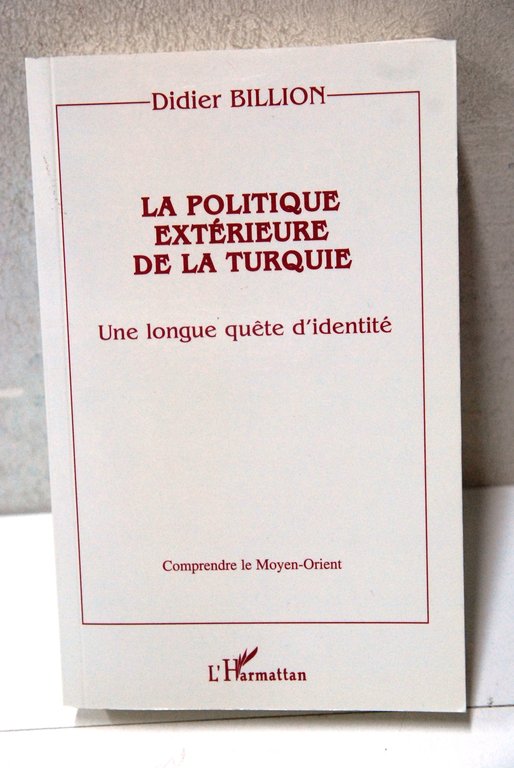 Didier BILLION
LA POLITIQUE
EXTÉRIEURE
DE LA TURQUIE
Une longue quête d'identité
Comprendre le Moyen-Orient
L'Harmattan